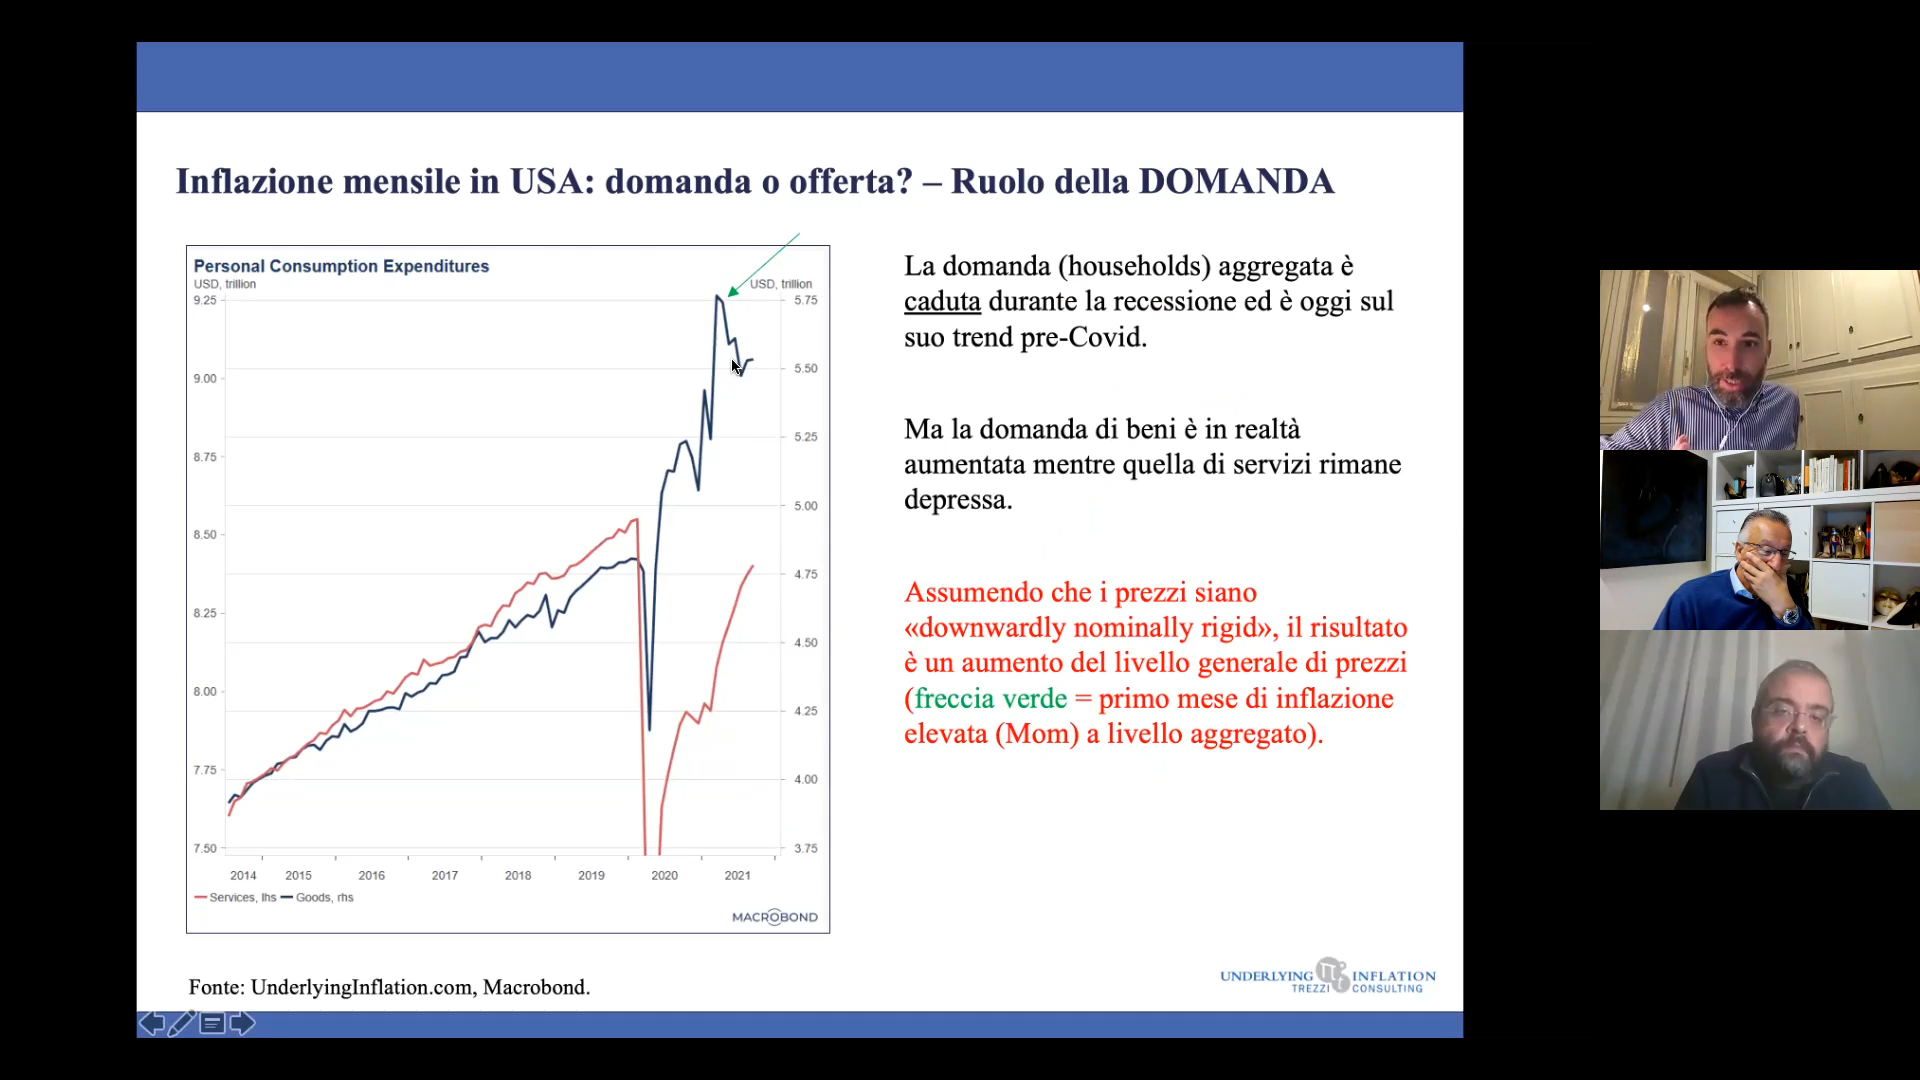 Inflazione mensile in USA: domanda o offerta? – Ruolo della DOMANDA
Personal Consumption Expenditures
USD, trillion
USD, trillion
9.25
9.00
8.75
8.50
8.25
8.00
7.75
7.50
5.75
5.50
5.25
5.00
4.75
4.50
4.25
4.00
3.75
2014 2015 2016 2017 2018 2019 2020 2021
Services, lhs Goods, rhs
MACROBOND
La domanda (households) aggregata è
caduta durante la recessione ed è oggi sul
suo trend pre-Covid.
Ma la domanda di beni è in realtà
aumentata mentre quella di servizi rimane
depressa.
Assumendo che i prezzi siano
«downwardly nominally rigid», il risultato
è un aumento del livello generale di prezzi
(freccia verde = primo mese di inflazione
elevata (Mom) a livello aggregato).
Fonte: UnderlyingInflation.com, Macrobond.
UNDERLYING INFLATION
TREZZI CONSULTING